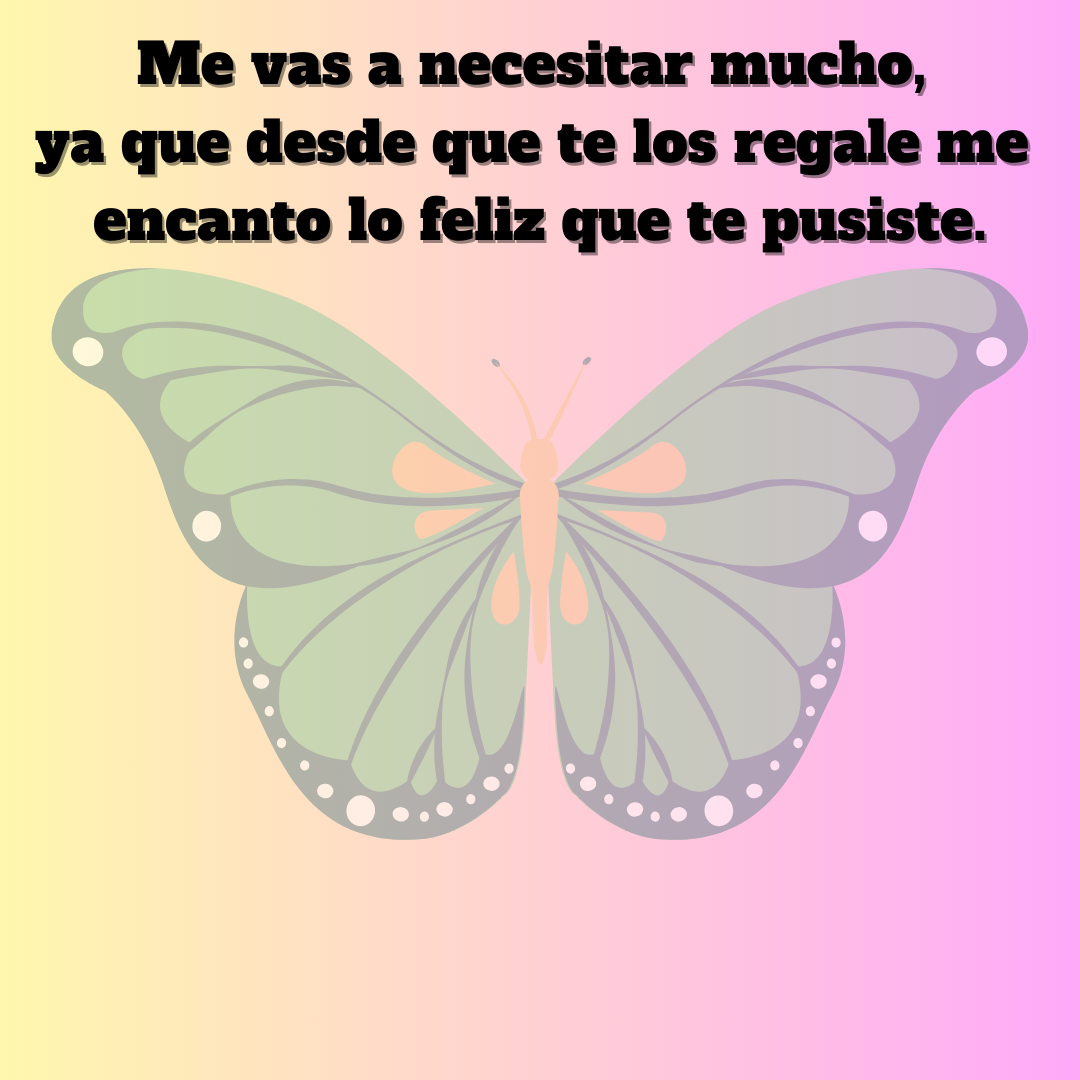 Me vas a necesitar mucho,
ya que desde que te los regale me
encanto lo feliz que te pusiste.